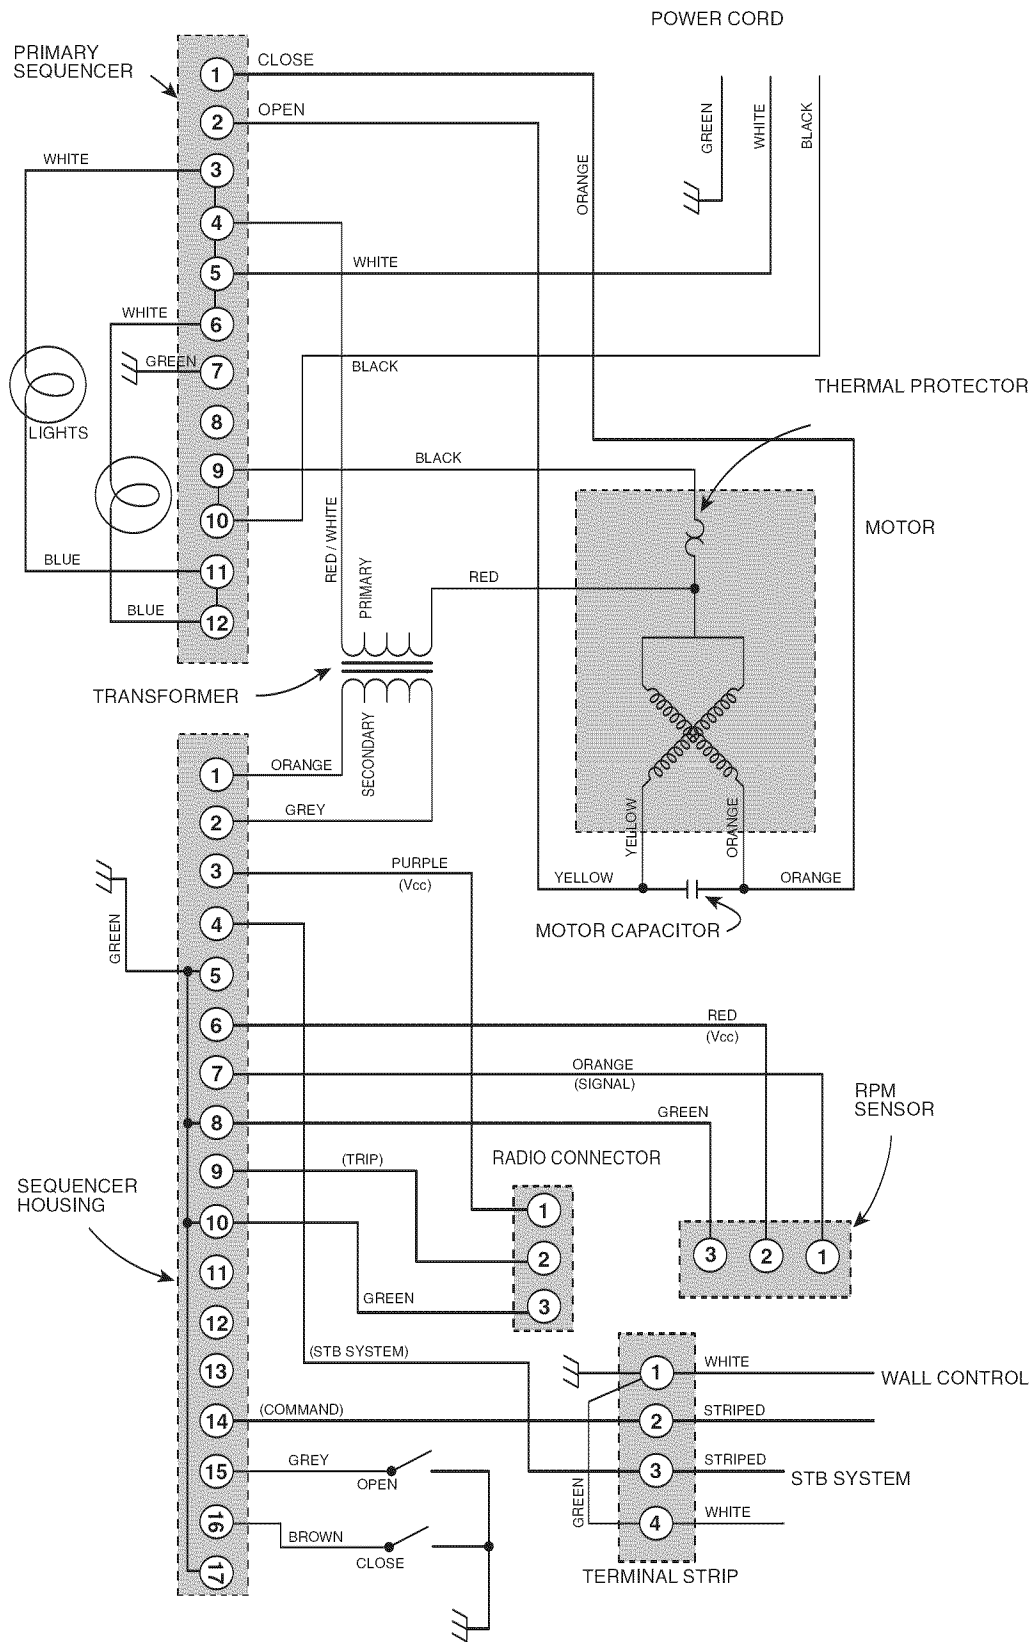 POWER CORD
PRIMARY
SEQUENCER
1
CLOSE
2
OPEN
GREEN
WHITE
BLACK
ORANGE
WHITE
3
4
5
WHITE
WHITE
6
GREEN
7
BLACK
THERMAL PROTECTOR
8
LIGHTS
9
BLACK
10
RED / WHITE
MOTOR
BLUE
11
PRIMARY
RED
BLUE
12
TRANSFORMER
SECONDARY
1
ORANGE
2
GREY
YELLOW
ORANGE
3
PURPLE
(Vcc)
YELLOW
ORANGE
GREEN
4
MOTOR CAPACITOR
5
6
RED
(Vcc)
7
ORANGE
(SIGNAL)
RPM
SENSOR
8
GREEN
9
(TRIP)
RADIO CONNECTOR
SEQUENCER
HOUSING
10
1
11
2
3
2
1
GREEN
3
12
13
(STB SYSTEM)
1
WHITE
WALL CONTROL
14
(COMMAND)
2
STRIPED
15
GREY
OPEN
3
STRIPED
STB SYSTEM
GREEN
16
BROWN
CLOSE
4
WHITE
17
TERMINAL STRIP